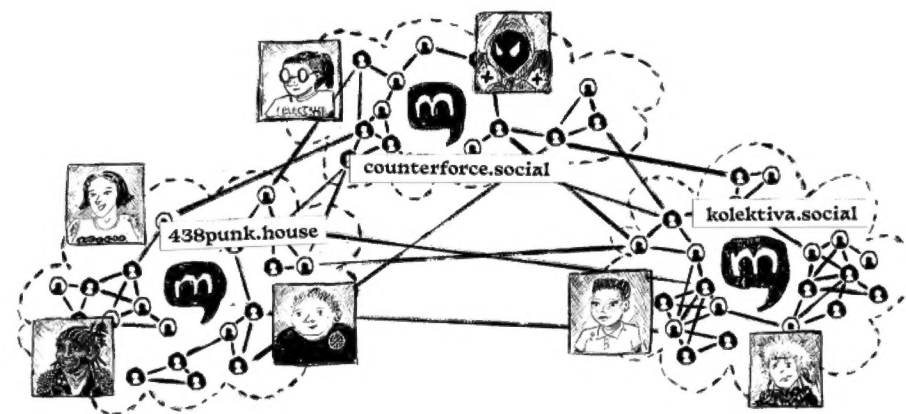 counterforce.social
kolektiva.social
438punk.house
m
m
m